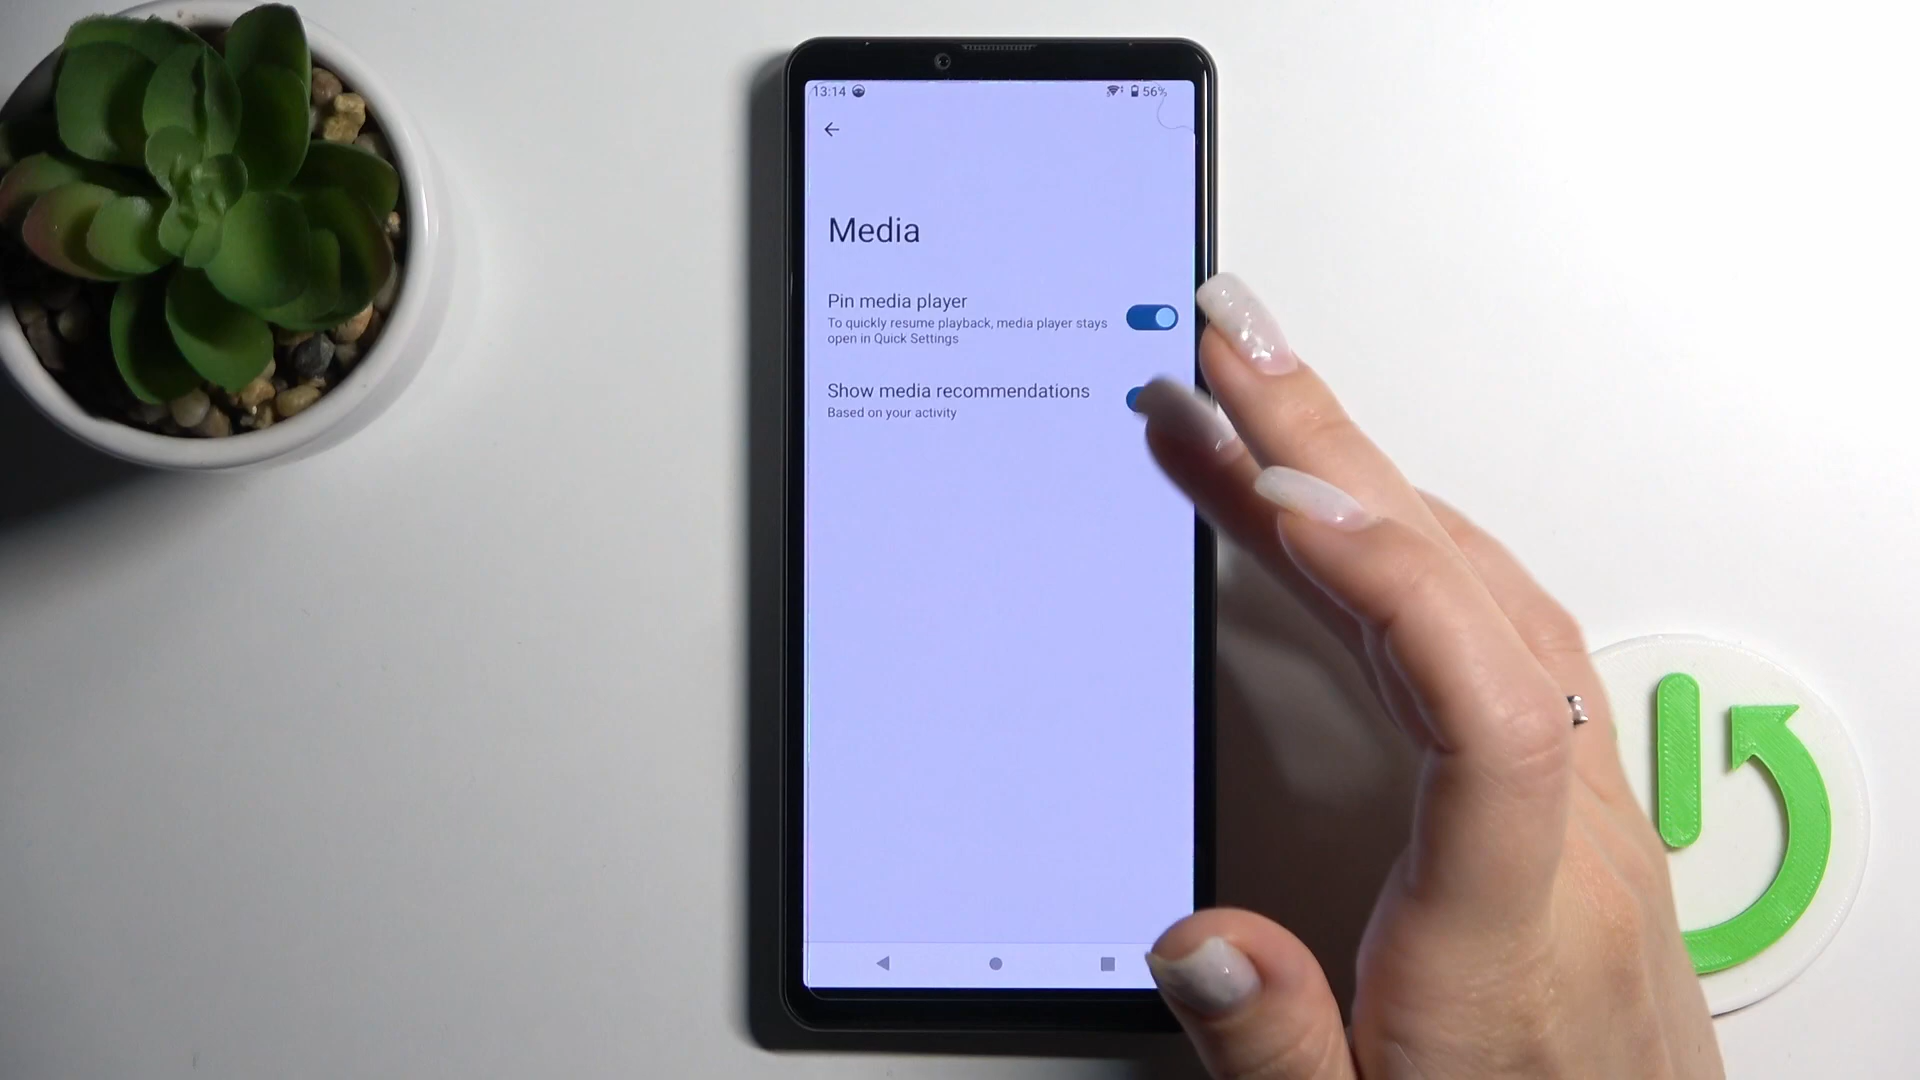 13:14 56%
Media
Pin media player
To quickly resume playback, media player stays
open in Quick Settings
Show media recommendations
Based on your activity